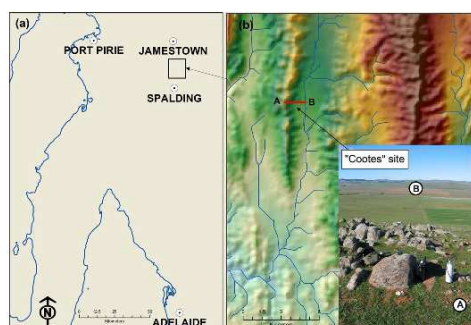 (a)
PORT PIRIE
JAMESTOWN
SPALDING
N
ADELAIDE
(b)
A
B
"Cootes" site
B
A